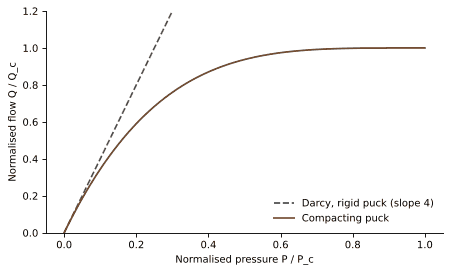 1.2
1.0
0.8
0.6
0.4
0.2
0.0
Normalised flow Q / Q_c
Darcy, rigid puck (slope 4)
Compacting puck
0.0 0.2 0.4 0.6 0.8 1.0
Normalised pressure P / P_c